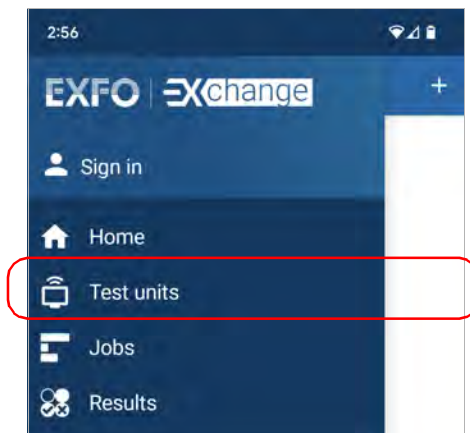 2:56
EXFO EXchange
+
Sign in
Home
Test units
Jobs
Results